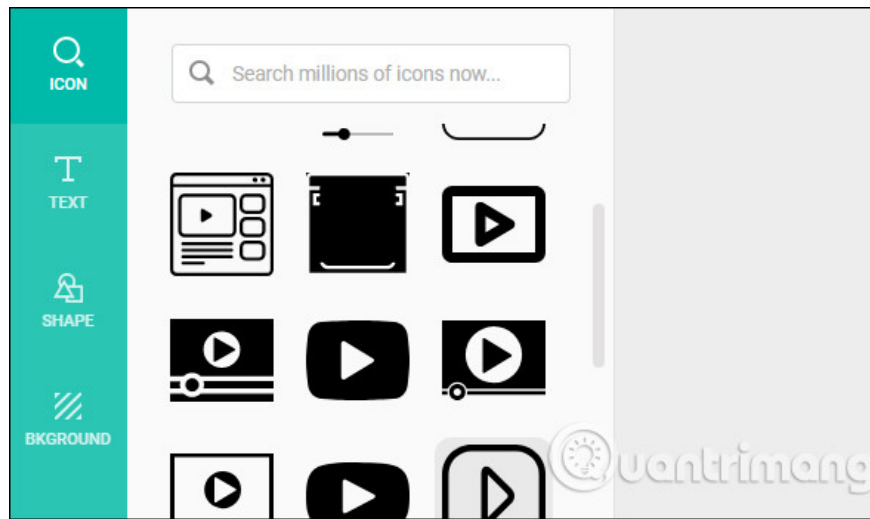 ICON
Search millions of icons now...
TEXT
SHAPE
BKGROUND
Quantrimang